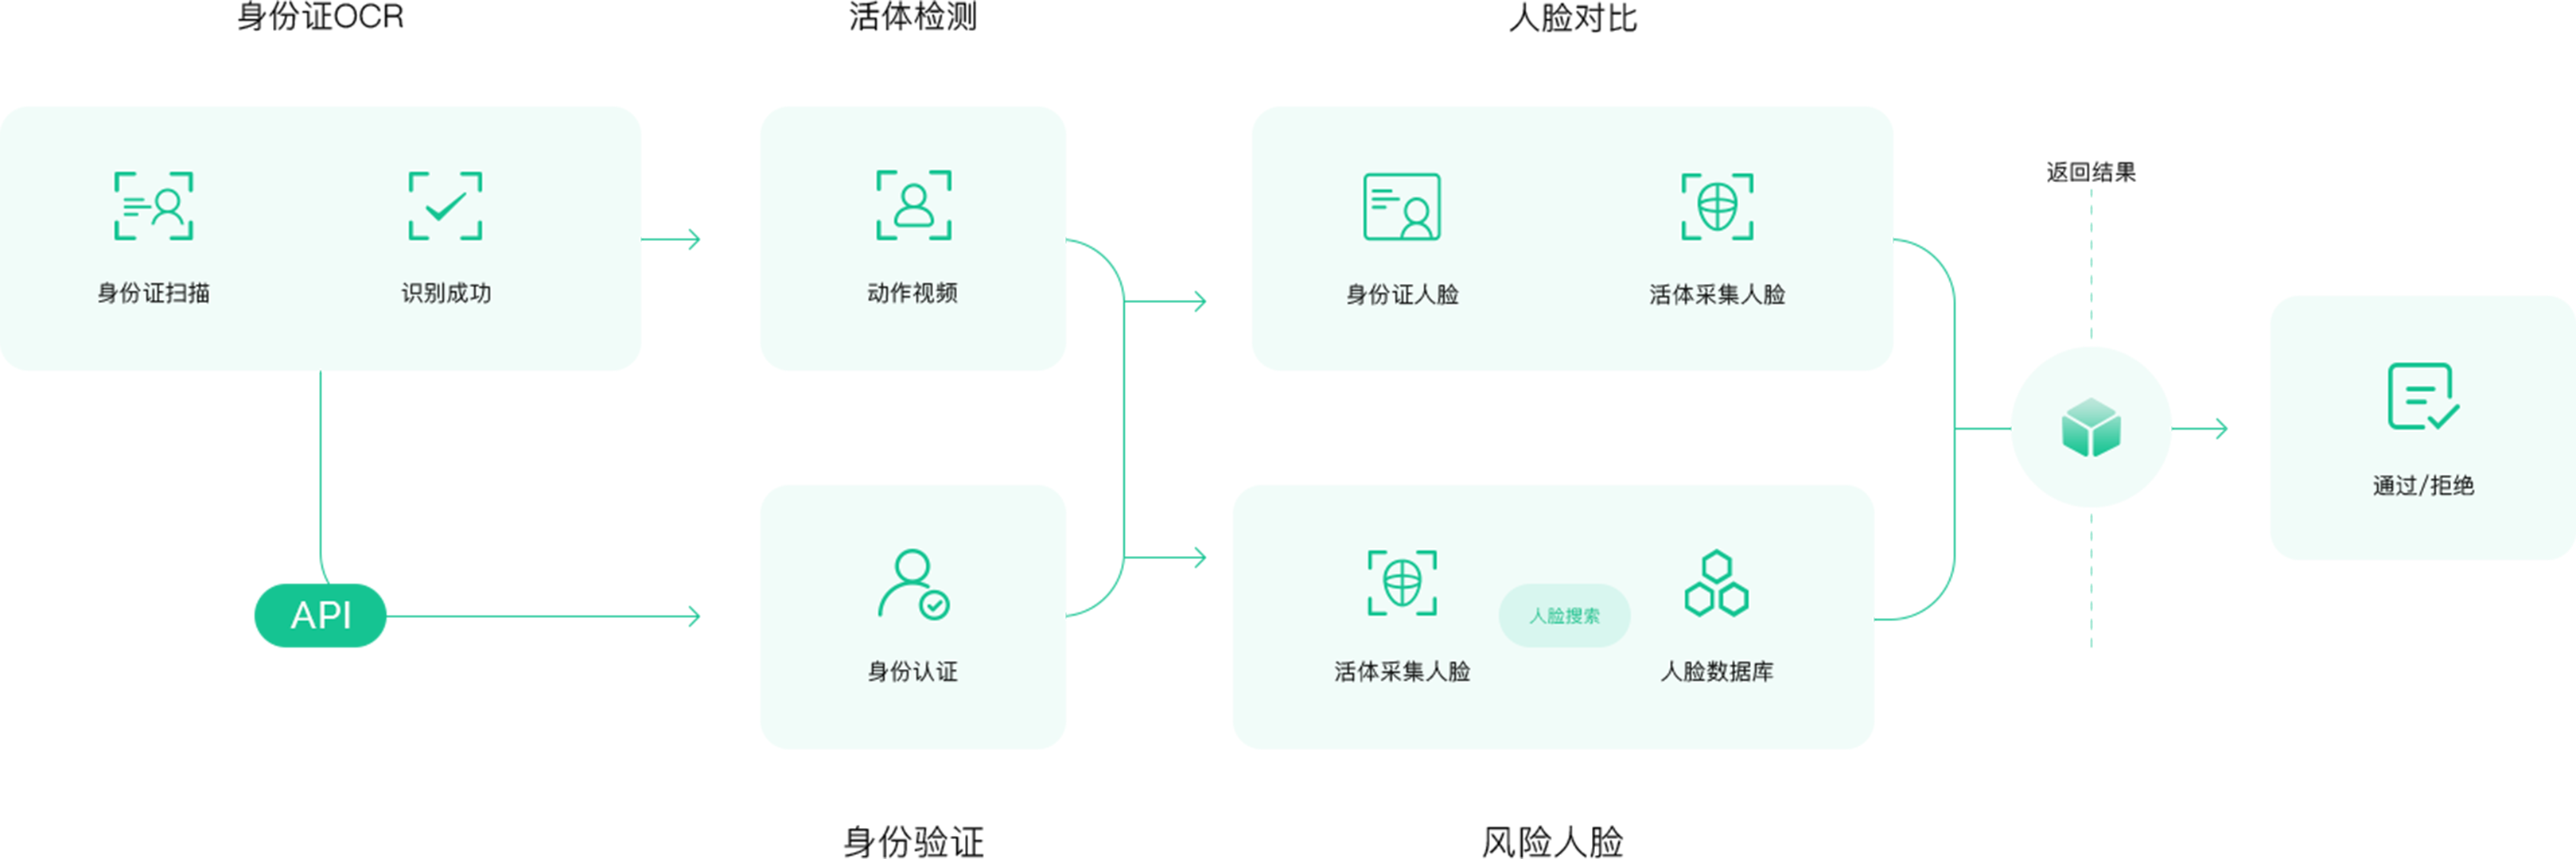 身份证OCR
活体检测
人脸对比
返回结果
身份证扫描
识别成功
动作视频
身份证人脸
活体采集人脸
通过/拒绝
API
人脸搜索
身份认证
活体采集人脸
人脸数据库
身份验证
风险人脸